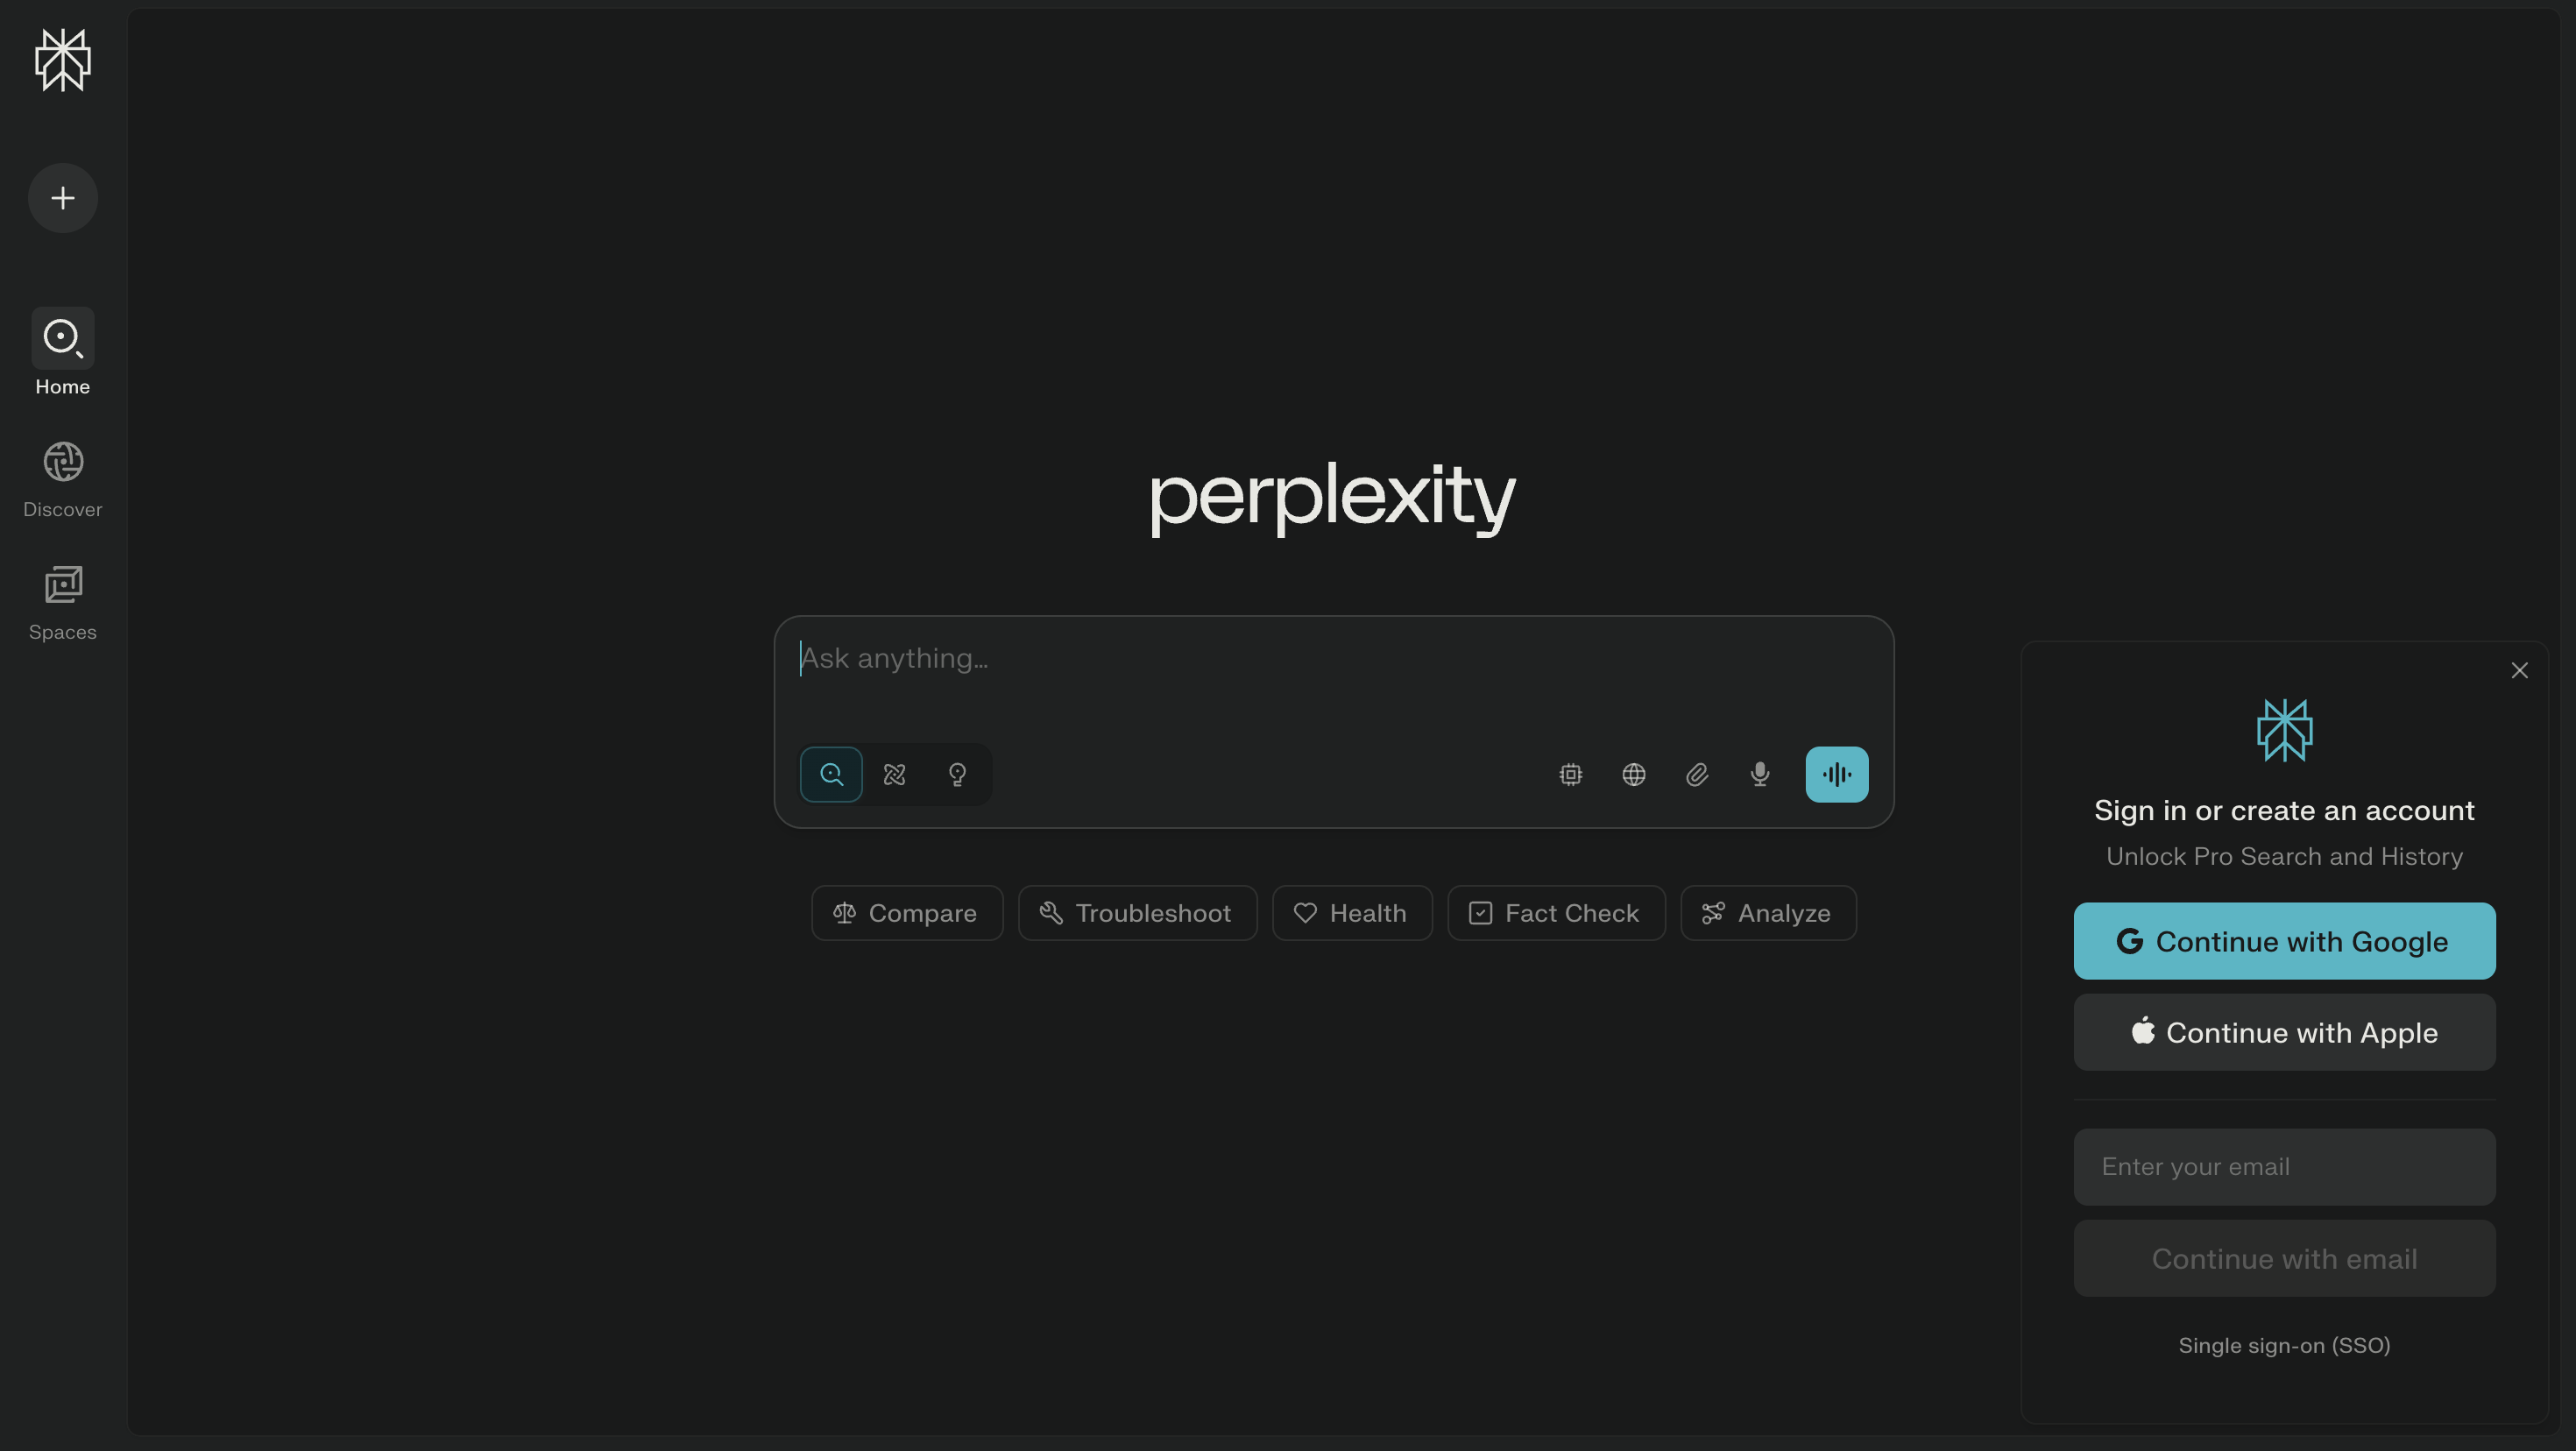 Home
Discover
Spaces
perplexity
Ask anything…
Compare
Troubleshoot
Health
Fact Check
Analyze
Sign in or create an account
Unlock Pro Search and History
Continue with Google
Continue with Apple
Enter your email
Continue with email
Single sign-on (SSO)